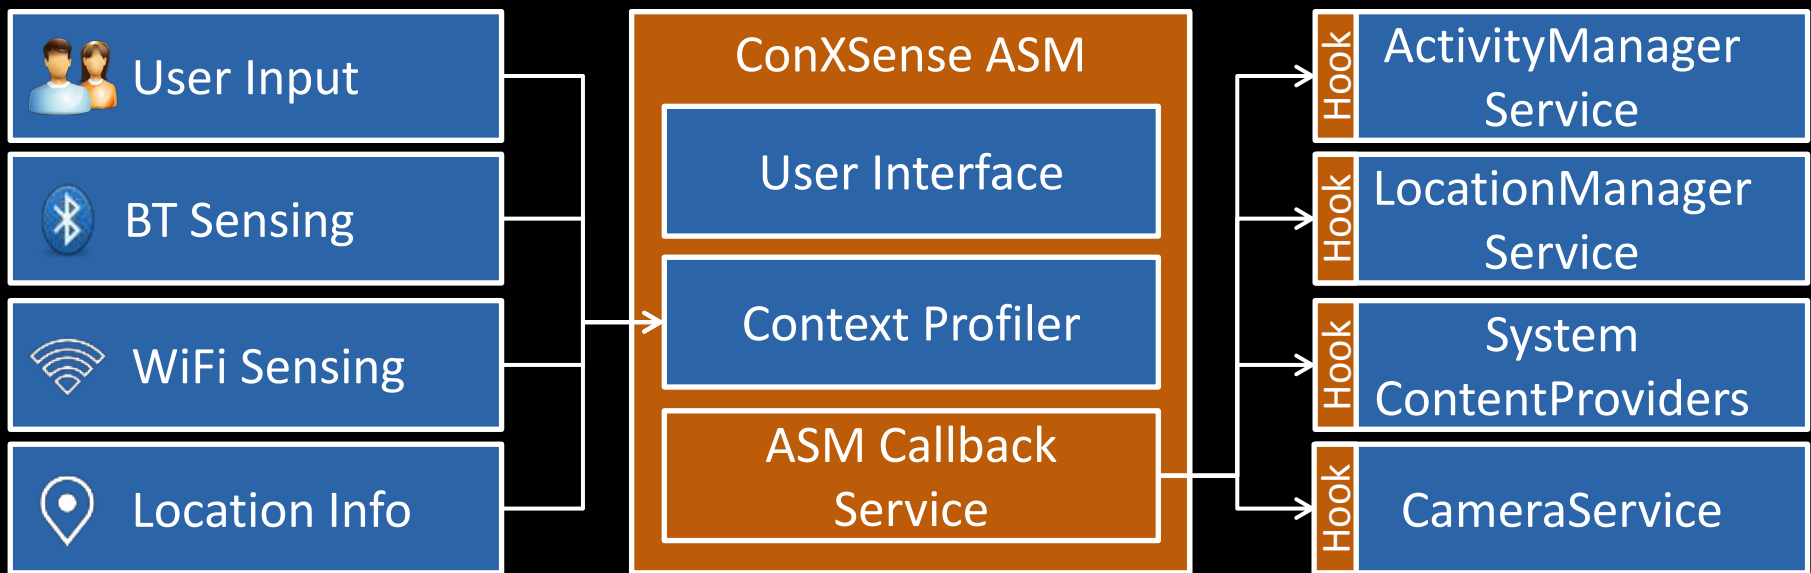 User Input
BT Sensing
WiFi Sensing
Location Info
ConXSense ASM
User Interface
Context Profiler
ASM Callback
Service
Hook
ActivityManager
Service
Hook
LocationManager
Service
Hook
System
ContentProviders
Hook
CameraService